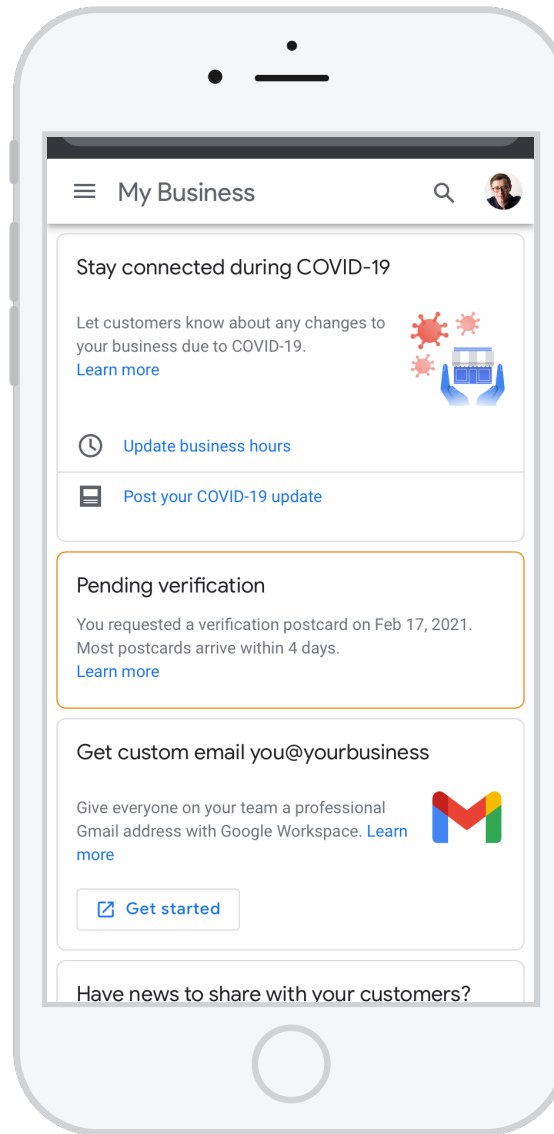 My Business
Stay connected during COVID-19
Let customers know about any changes to
your business due to COVID-19.
Learn more
Update business hours
Post your COVID-19 update
Pending verification
You requested a verification postcard on Feb 17, 2021.
Most postcards arrive within 4 days.
Learn more
Get custom email you@yourbusiness
Give everyone on your team a professional
Gmail address with Google Workspace. Learn
more
Get started
Have news to share with your customers?